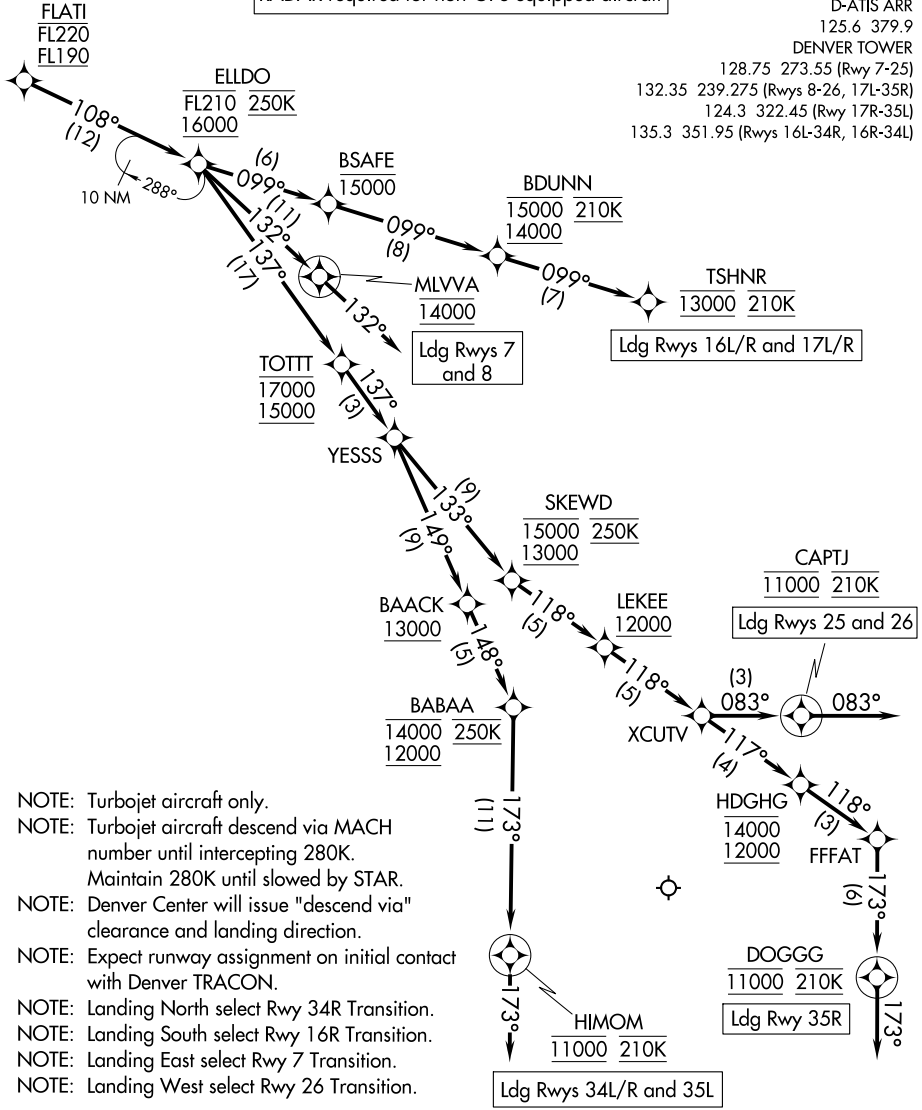 RADAR required for non-GPS equipped aircraft
D-ATIS ARR
125.6 379.9
DENVER TOWER
128.75 273.55 (Rwy 7-25)
132.35 239.275 (Rwys 8-26, 17L-35R)
124.3 322.45 (Rwy 17R-35L)
135.3 351.95 (Rwys 16L-34R, 16R-34L)
FLATI
FL220
FL190
108°
(12)
ELLDO
FL210 250K
16000
10 NM
288°
(6)
099°
BSAFE
15000
099°
(8)
BDUNN
15000 210K
14000
099°
(7)
TSHNR
13000 210K
Ldg Rwys 16L/R and 17L/R
(11)
132°
MLVVA
14000
132°
Ldg Rwys 7
and 8
137°
(17)
TOTTT
17000
15000
137°
(3)
YESSS
(9)
133°
SKEWD
15000 250K
13000
118°
(5)
LEKEE
12000
118°
(5)
XCUTV
(3)
083°
CAPTJ
11000 210K
Ldg Rwys 25 and 26
083°
117°
(4)
HDGHG
14000
12000
118°
(3)
FFFAT
173°
(6)
DOGGG
11000 210K
Ldg Rwy 35R
173°
149°
(9)
BAACK
13000
148°
(5)
BABAA
14000 250K
12000
173°
(11)
HIMOM
11000 210K
173°
Ldg Rwys 34L/R and 35L
NOTE: Turbojet aircraft only.
NOTE: Turbojet aircraft descend via MACH
number until intercepting 280K.
Maintain 280K until slowed by STAR.
NOTE: Denver Center will issue "descend via"
clearance and landing direction.
NOTE: Expect runway assignment on initial contact
with Denver TRACON.
NOTE: Landing North select Rwy 34R Transition.
NOTE: Landing South select Rwy 16R Transition.
NOTE: Landing East select Rwy 7 Transition.
NOTE: Landing West select Rwy 26 Transition.